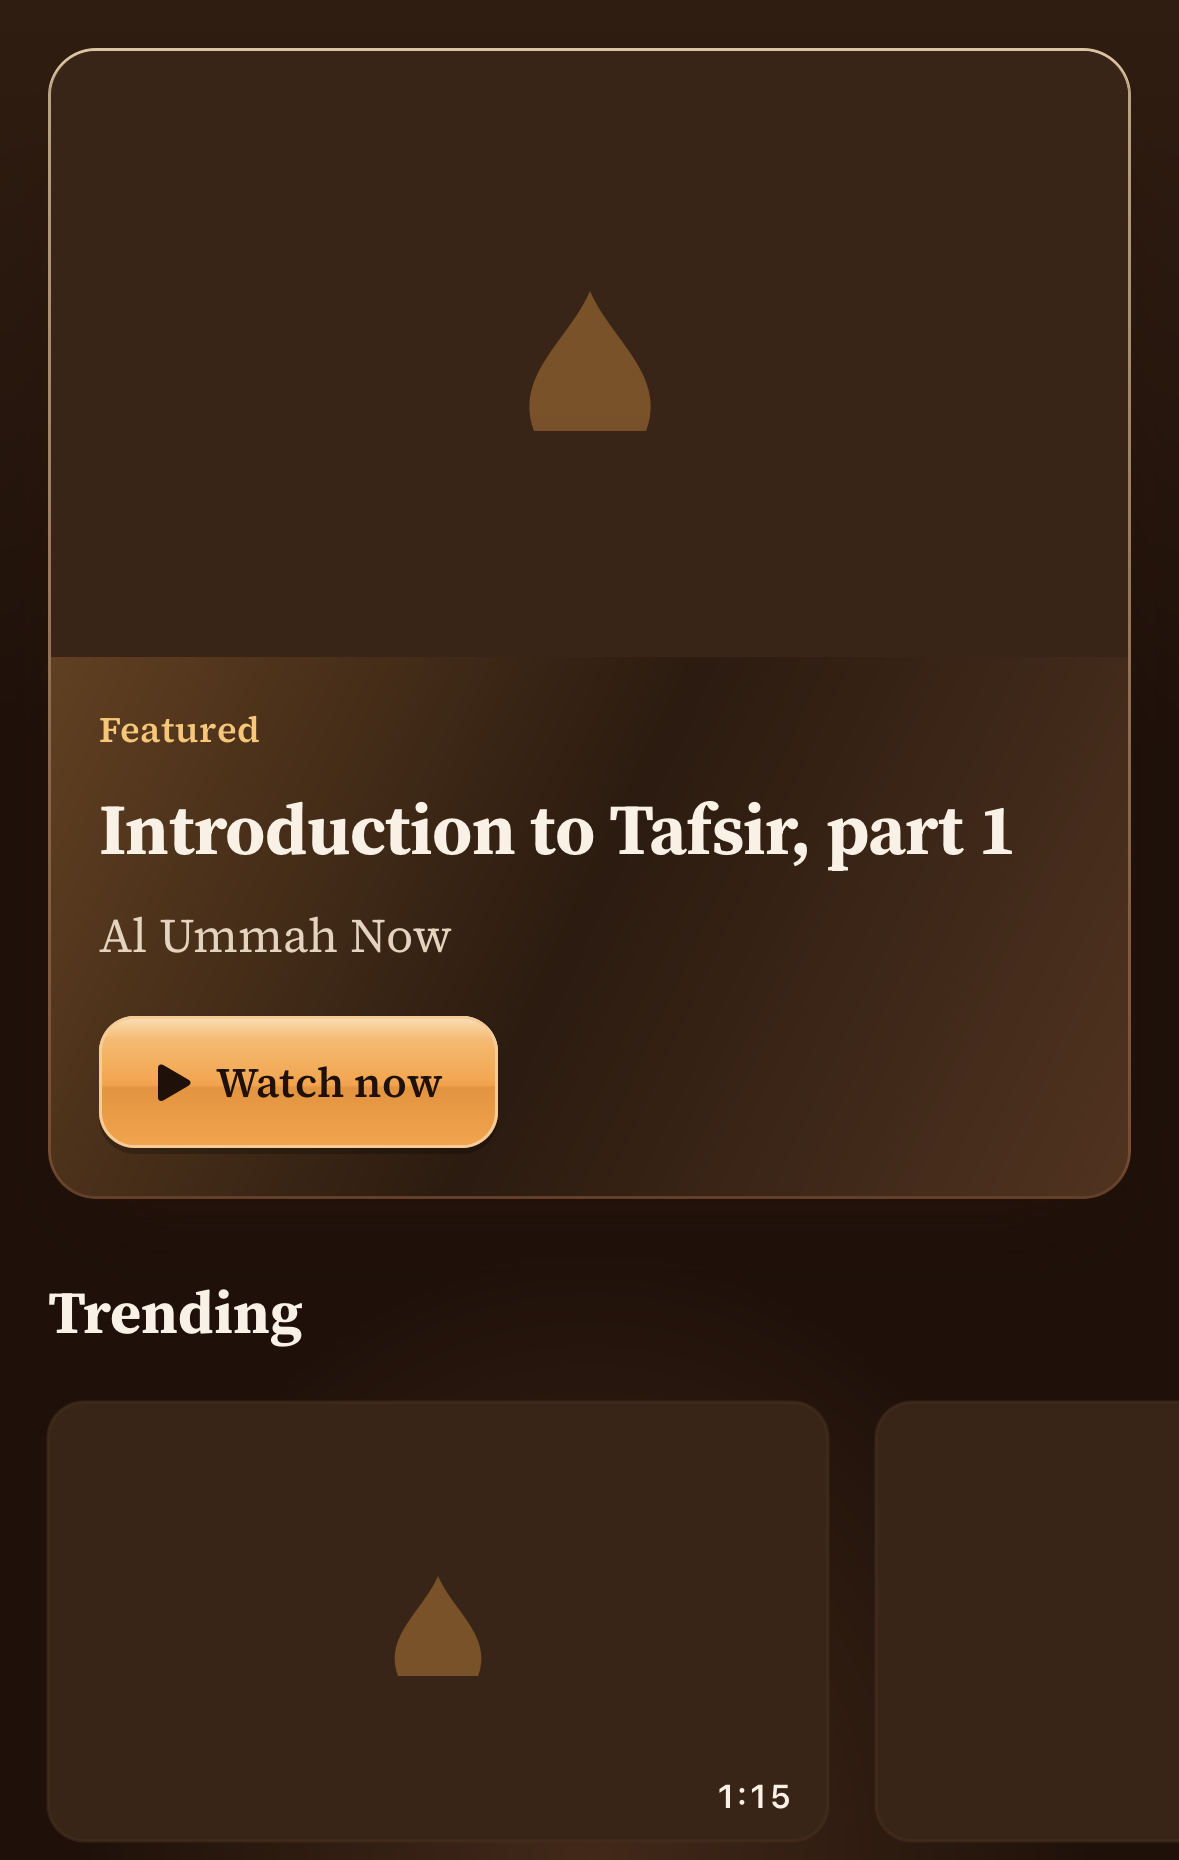 Featured
Introduction to Tafsir, part 1
Al Ummah Now
Watch now
Trending
1:15